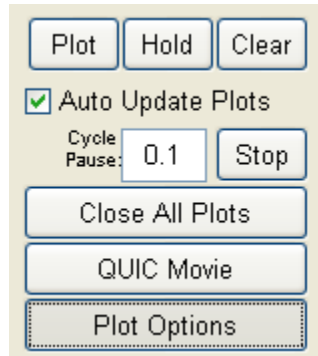 Plot Hold Clear
Auto Update Plots
Cycle
Pause: 0.1 Stop
Close All Plots
QUIC Movie
Plot Options